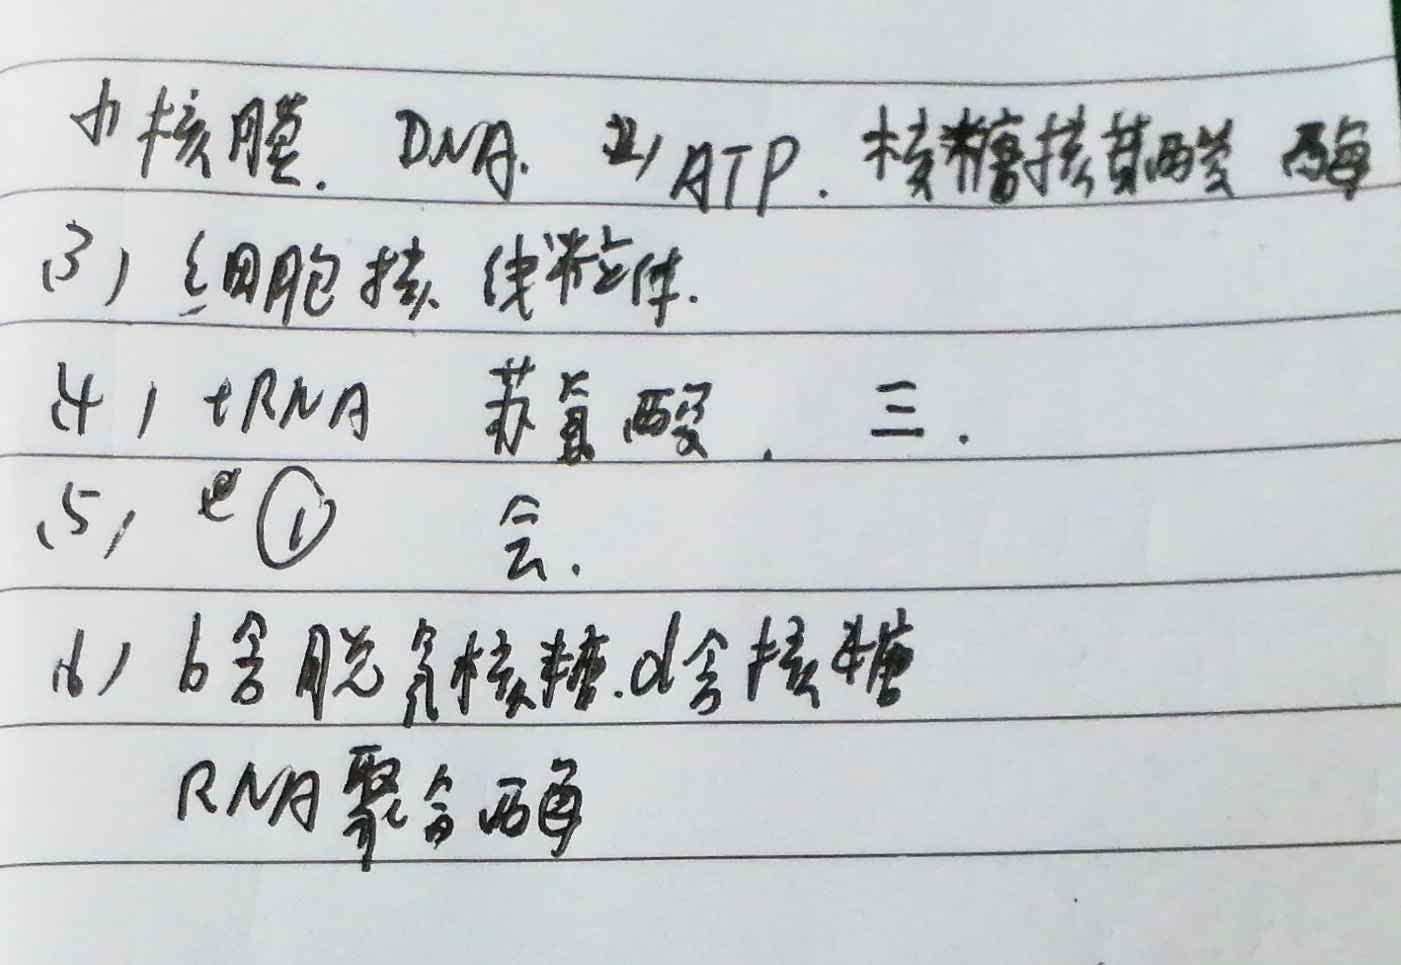 (1) 核膜. DNA. (2) ATP. 核糖核苷酸 酶
(3) 细胞核 线粒体.
(4) tRNA 苏氨酸. 三.
(5) ① 会.
(6) b含脱氧核糖. d含核糖
RNA聚合酶